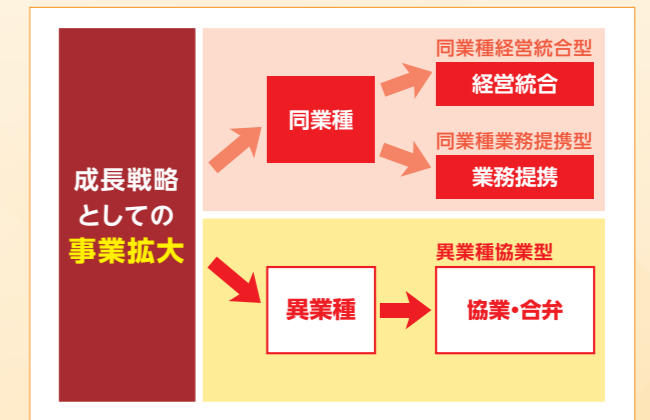 成長戦略
としての
事業拡大
同業種
同業種経営統合型
経営統合
同業種業務提携型
業務提携
異業種
異業種協業型
協業・合弁